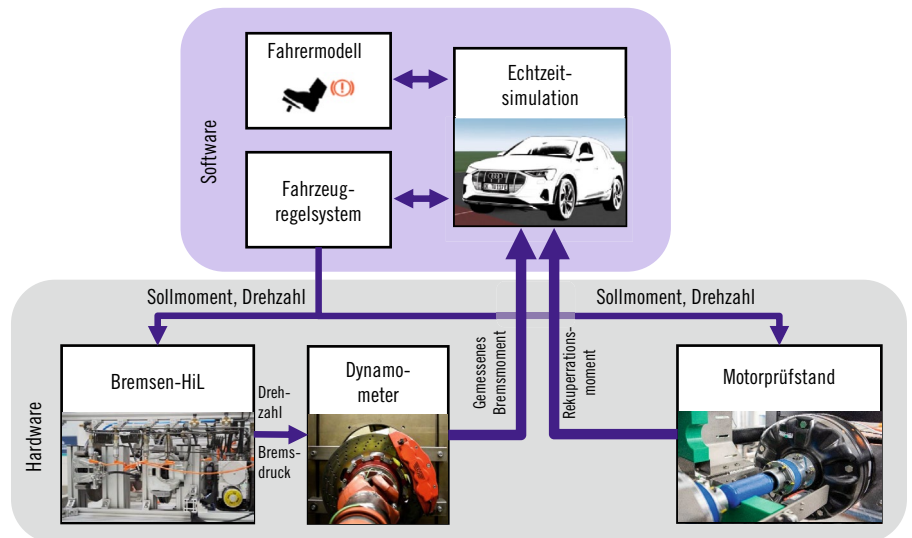 Software
Fahrermodell
Echtzeit-
simulation
Fahrzeug-
regelsystem
Hardware
Sollmoment, Drehzahl
Sollmoment, Drehzahl
Bremsen-HiL
Dreh-
zahl
Brems-
druck
Dynamo-
meter
Gemessenes
Bremsmoment
Rekuperrations-
moment
Motorprüfstand